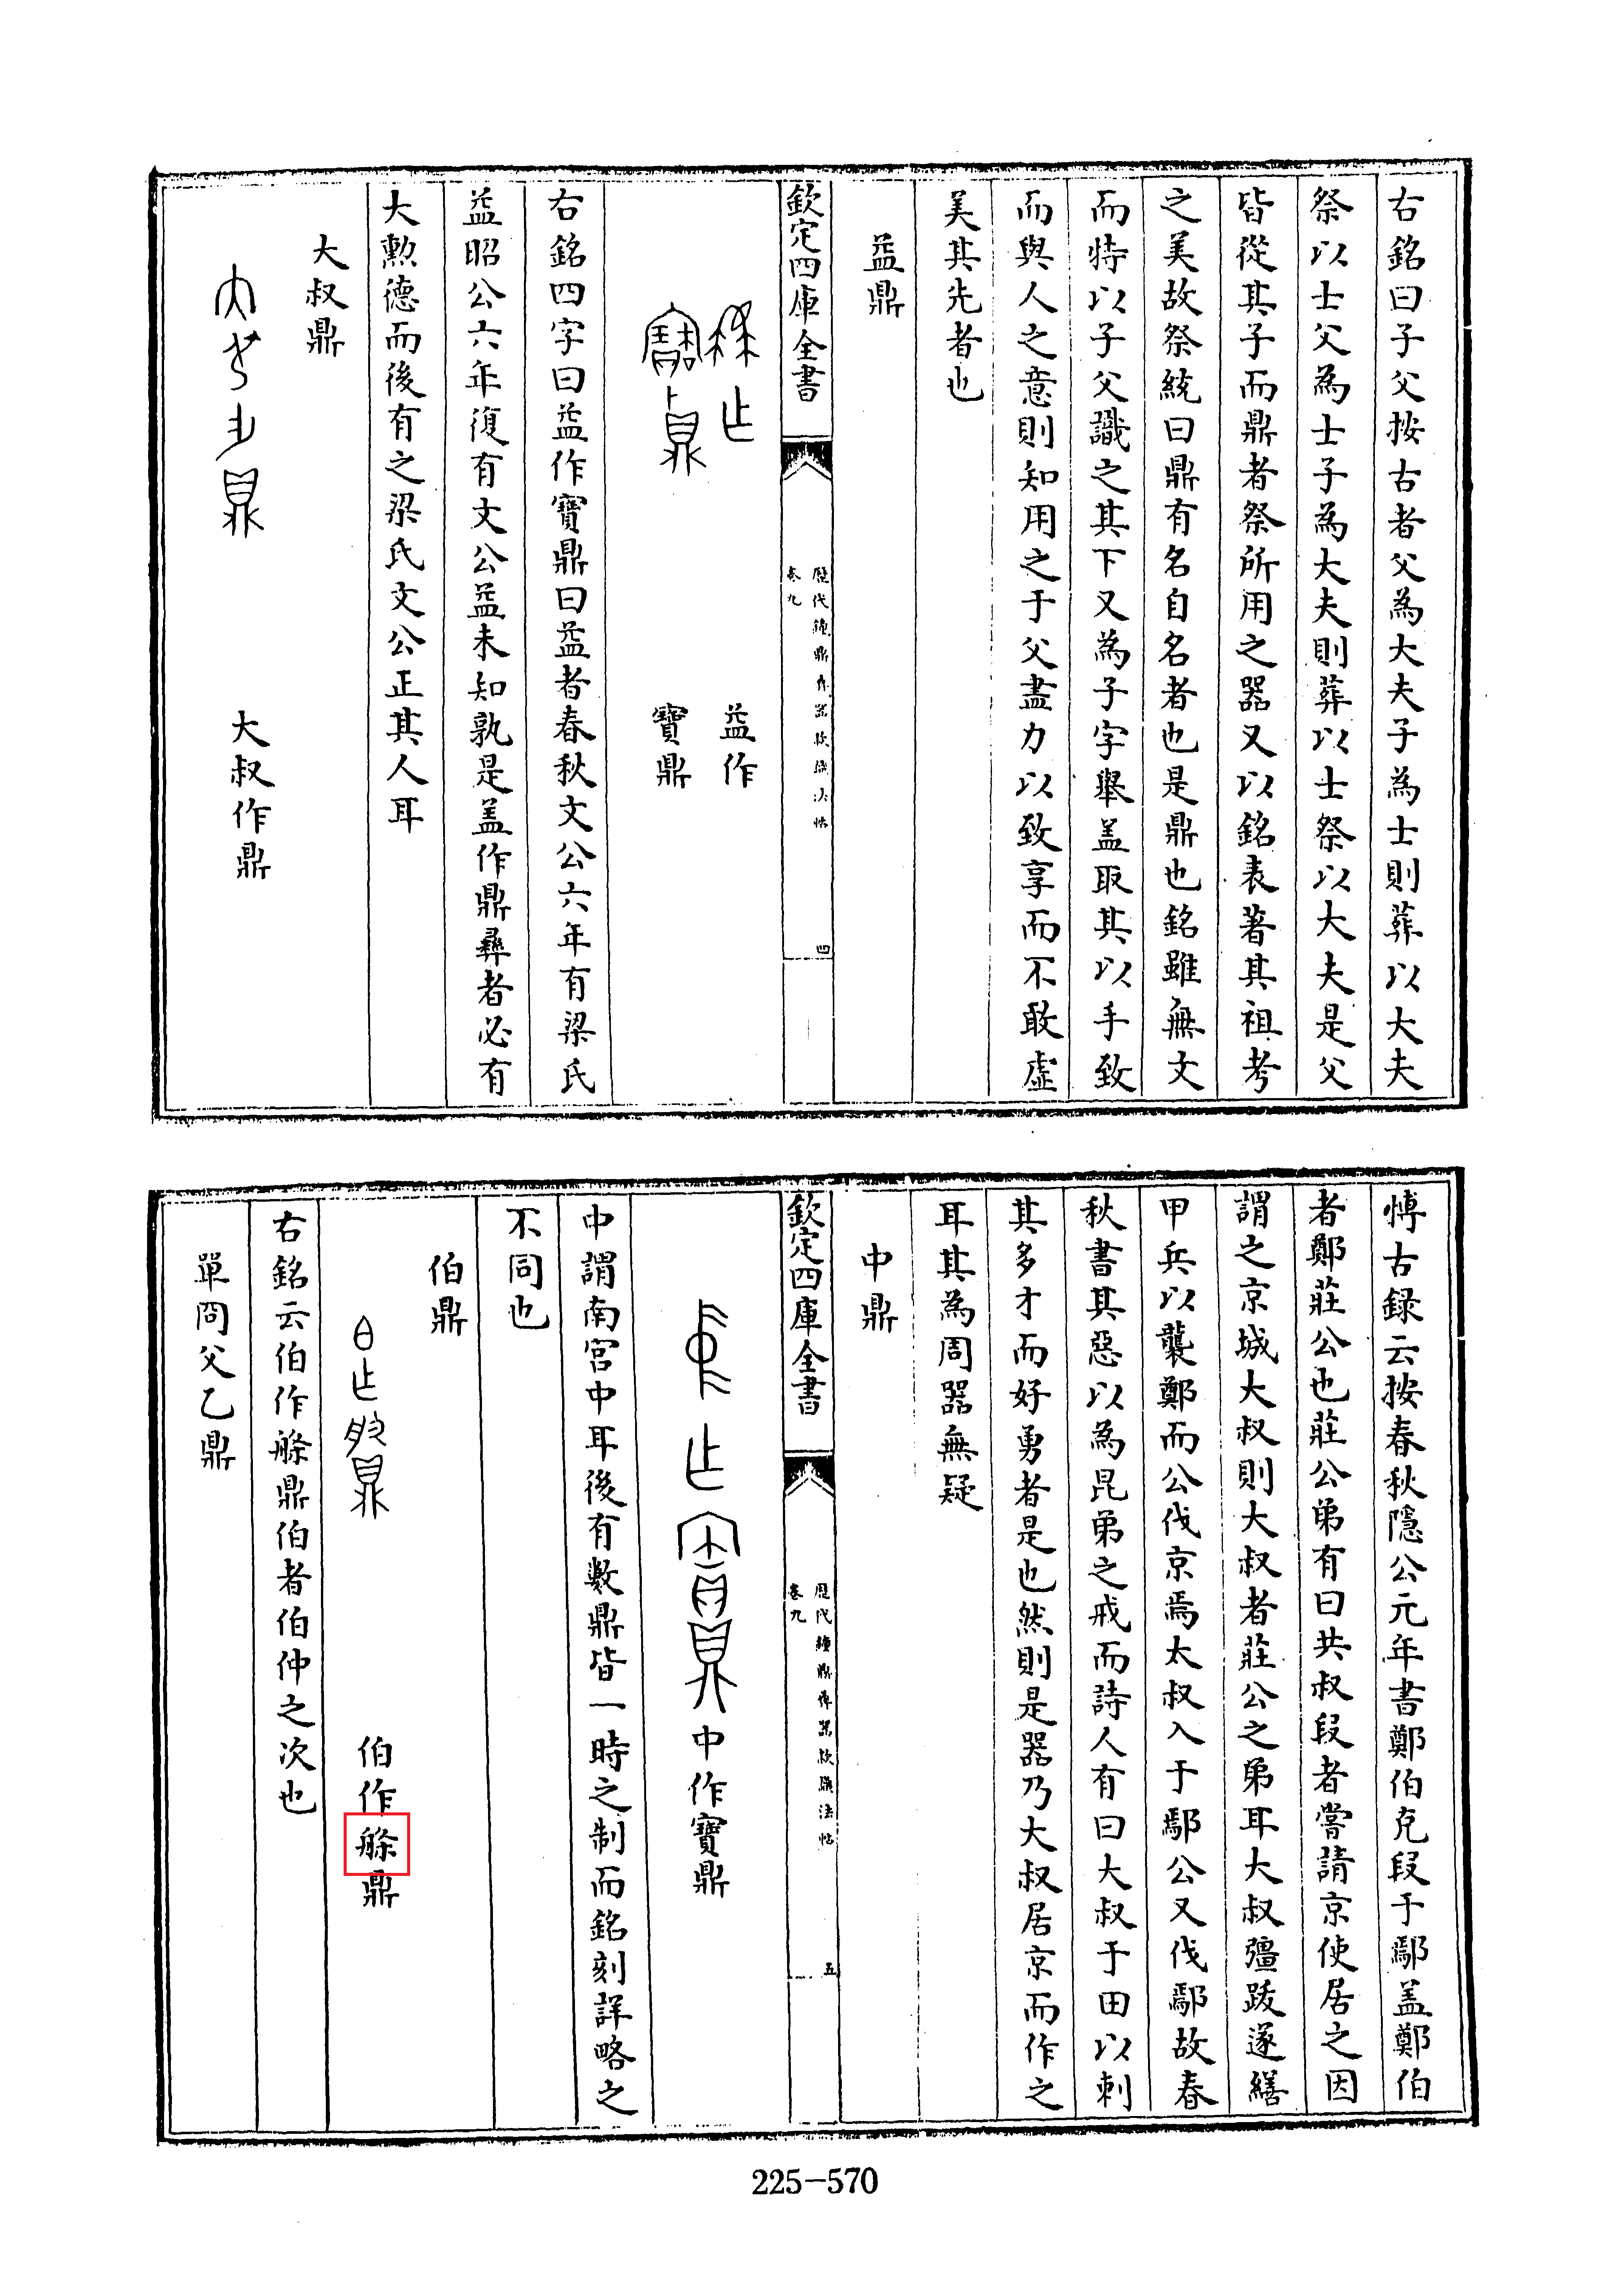 右銘曰子父按古者父為大夫子為士則葬以大夫
祭以士父為士子為大夫則葬以士祭以大夫是父
皆從其子而鼎者祭所用之器又以銘表著其祖考
之美故祭統曰鼎有名自名者也是鼎也銘雖無文
而特以子父識之其下又為子字舉盖取其以手致
而與人之意則知用之于父盡力以致享而不敢虛
美其先者也
益鼎
欽定四庫全書
歷代鐘鼎彝器款識法帖
卷九
四
益作
寶鼎
右銘四字曰益作寶鼎曰益者春秋文公六年有梁氏
益昭公六年復有文公益未知孰是盖作鼎彝者必有
大勲德而後有之梁氏文公正其人耳
大叔鼎
大叔作鼎
愽古録云按春秋隱公元年書鄭伯克段于鄢盖鄭伯
者鄭莊公也莊公弟有曰共叔段者嘗請京使居之因
謂之京城大叔則大叔者莊公之弟耳大叔彊跋遂繕
甲兵以襲鄭而公伐京焉太叔入于鄢公又伐鄢故春
秋書其惡以為昆弟之戒而詩人有曰大叔于田以刺
其多才而好勇者是也然則是器乃大叔居京而作之
耳其為周器無疑
中鼎
欽定四庫全書
歷代鐘鼎彝器款識法帖
卷九
五
中作寶鼎
中謂南宮中耳後有數鼎皆一時之制而銘刻詳略之
不同也
伯鼎
伯作䑿鼎
右銘云伯作䑿鼎伯者伯仲之次也
單冏父乙鼎
225-570